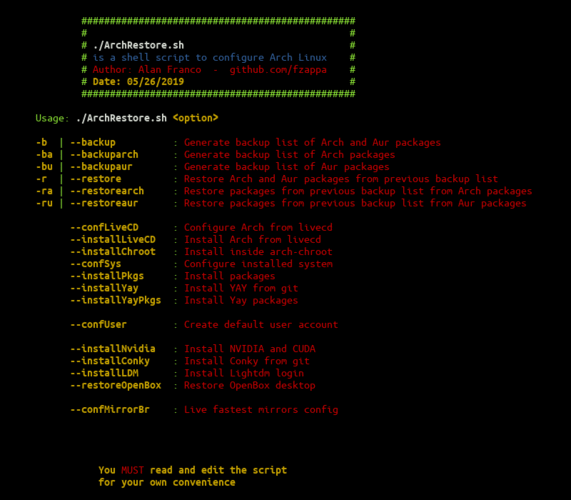 ################################################
#                                              #
# ./ArchRestore.sh                             #
# is a shell script to configure Arch Linux    #
# Author: Alan Franco  -  github.com/fzappa    #
# Date: 05/26/2019                             #
################################################
Usage: ./ArchRestore.sh <option>
-b  | --backup          : Generate backup list of Arch and Aur packages
-ba | --backuparch      : Generate backup list of Arch packages
-bu | --backupaur       : Generate backup list of Aur packages
-r  | --restore         : Restore Arch and Aur packages from previous backup list
-ra | --restorearch     : Restore packages from previous backup list from Arch packages
-ru | --restoreaur      : Restore packages from previous backup list from Aur packages
--confLiveCD      : Configure Arch from livecd
--installLiveCD   : Install Arch from livecd
--installChroot   : Install inside arch-chroot
--confSys         : Configure installed system
--installPkgs     : Install packages
--installYay      : Install YAY from git
--installYayPkgs  : Install Yay packages
--confUser        : Create default user account
--installNvidia   : Install NVIDIA and CUDA
--installConky    : Install Conky from git
--installLDM      : Install Lightdm login
--restoreOpenBox  : Restore OpenBox desktop
--confMirrorBr    : Live fastest mirrors config
You MUST read and edit the script
for your own convenience